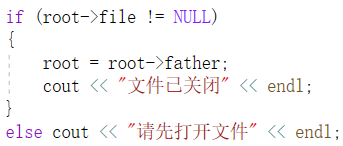 if (root->file != NULL)
{
    root = root->father;
    cout << "文件已关闭" << endl;
}
else cout << "请先打开文件" << endl;